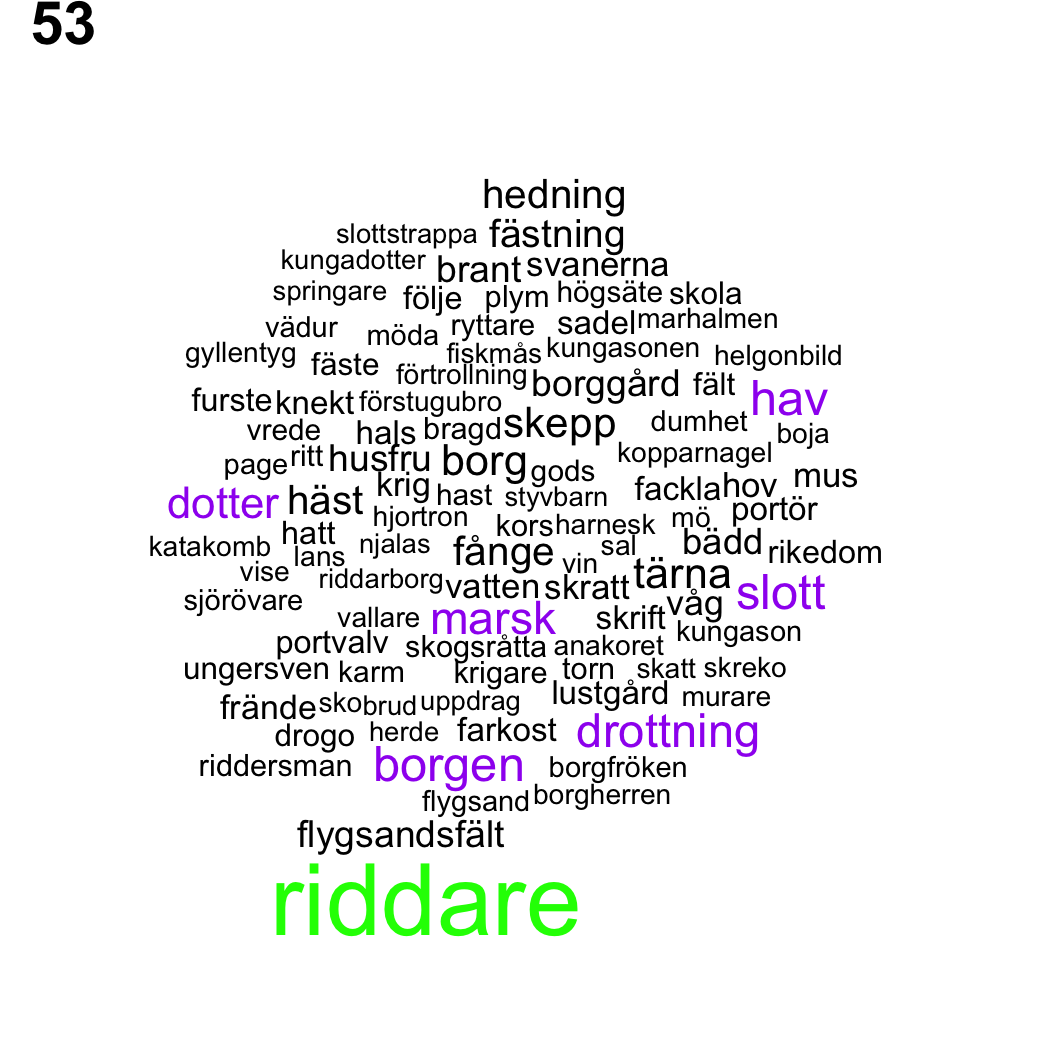 53
hedning
slottstrappa fästning
kungadotter brant svanerna
springare följe plym högsäte skola
vädur möda ryttare sadel marhalmen
gyllentyg fäste fiskmås kungasonen helgonbild
förtrollning borggård fält hav
furste knekt förstugubro skepp dumhet
vrede hals bragd boja
page ritt husfru borg gods kopparnagel mus
dotter häst krig hast styvbarn fackla hov portör
hatt hjortron kors harnesk mö
katakomb lans njalas fånge vin sal bädd rikedom
vise riddarborg vatten skratt tärna slott
sjörövare vallare marsk skrift våg kungason
portvalv skogsråtta anakoret
ungersven karm krigare torn skatt skreko
frände sko brud uppdrag lustgård murare
drogo herde farkost drottning
riddersman borgen borgfröken
flygsand borgherren
flygsandsfält
riddare